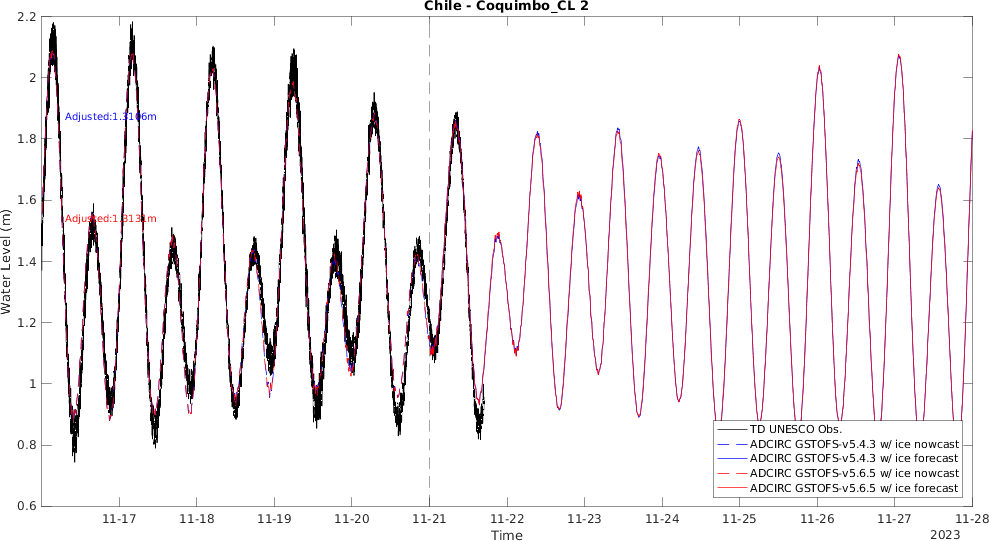 Chile - Coquimbo_CL 2
2.2
2
1.8
1.6
1.4
1.2
1
0.8
0.6
Water Level (m)
Adjusted:1.3106m
Adjusted:1.3131m
TD UNESCO Obs.
ADCIRC GSTOFS-v5.4.3 w/ ice nowcast
ADCIRC GSTOFS-v5.4.3 w/ ice forecast
ADCIRC GSTOFS-v5.6.5 w/ ice nowcast
ADCIRC GSTOFS-v5.6.5 w/ ice forecast
11-17 11-18 11-19 11-20 11-21 11-22 11-23 11-24 11-25 11-26 11-27 11-28
Time
2023